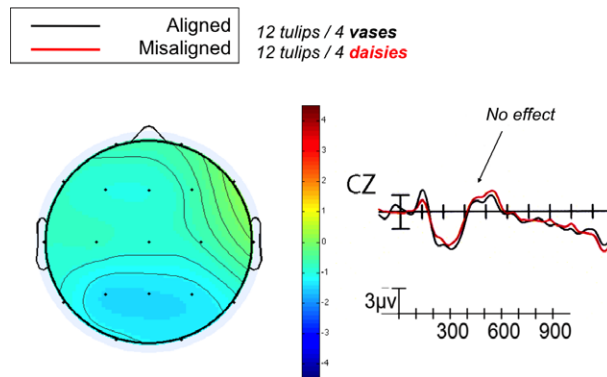 Aligned 12 tulips / 4 vases
Misaligned 12 tulips / 4 daisies
No effect
CZ
4
3
2
1
0
-1
-2
-3
-4
3μv
300 600 900